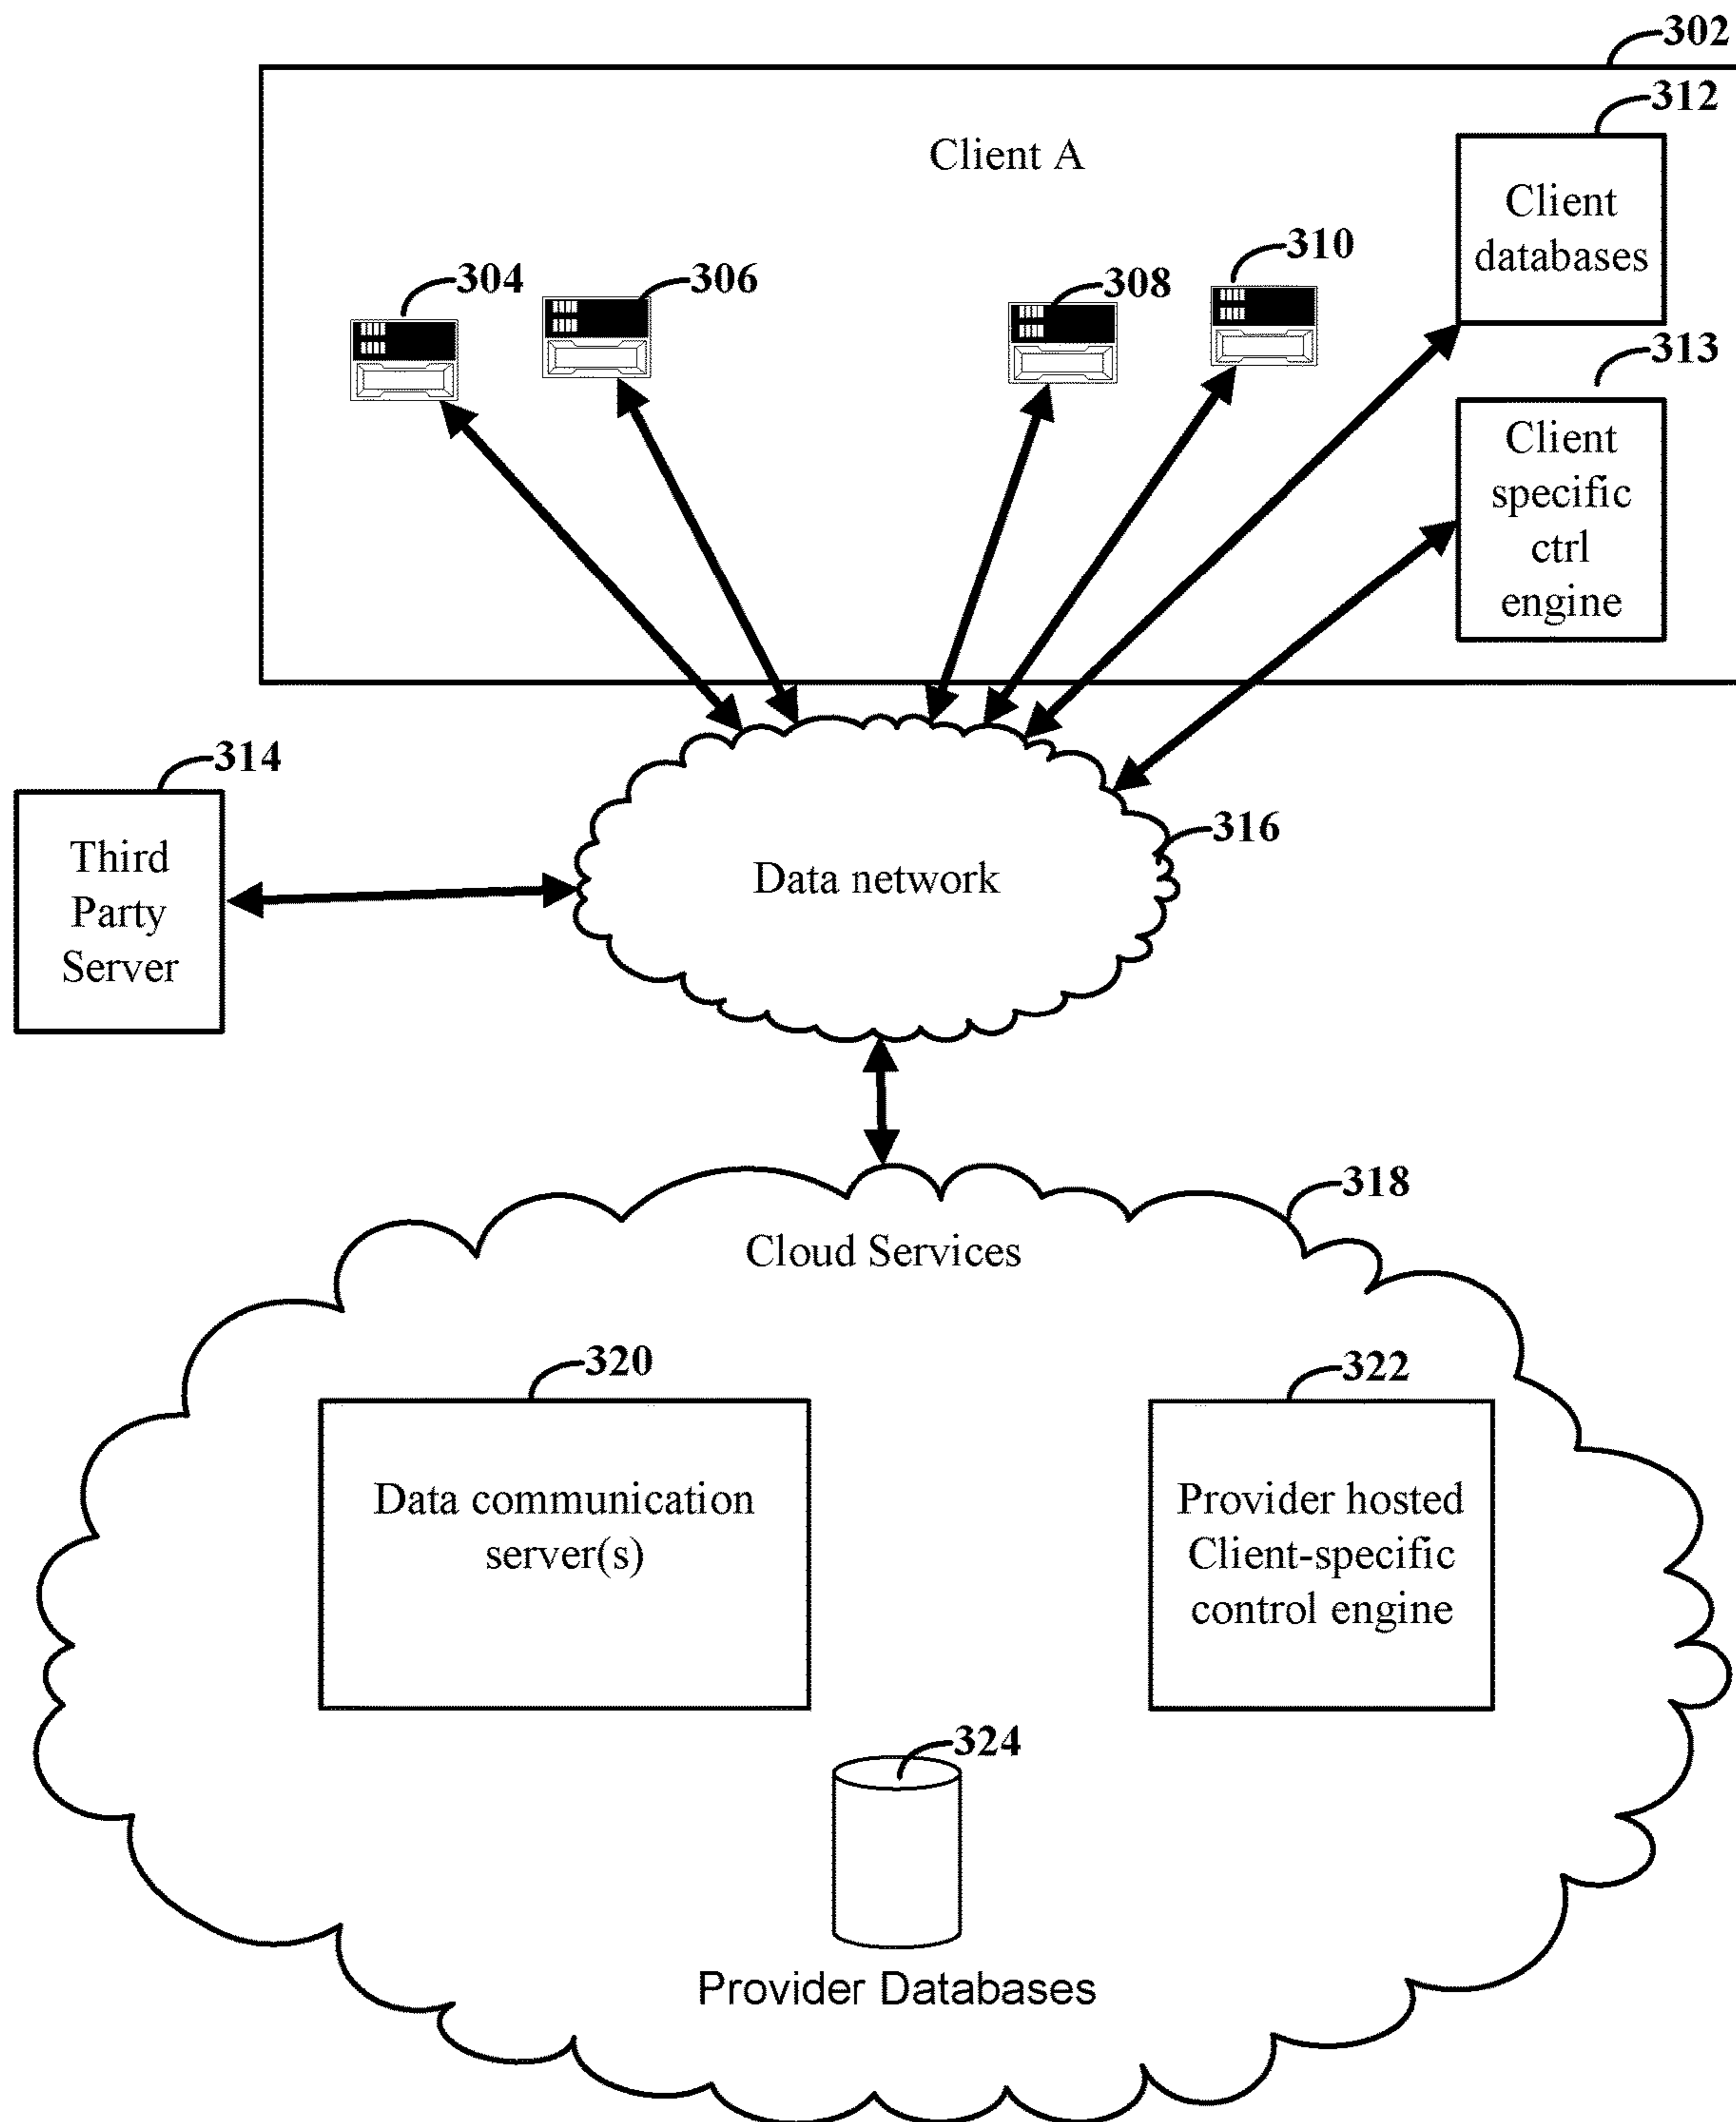 302
312
Client A
Client
databases
304
306
308
310
313
Client
specific
ctrl
engine
314
Third
Party
Server
316
Data network
318
Cloud Services
320
322
Data communication
server(s)
Provider hosted
Client-specific
control engine
324
Provider Databases